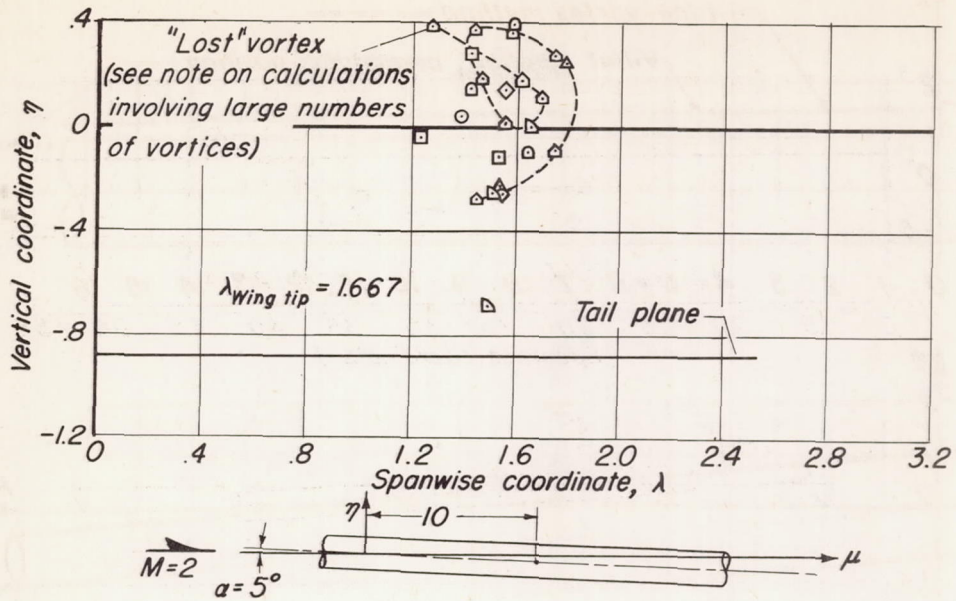 .4
"Lost" vortex
(see note on calculations
involving large numbers
of vortices)
0
-.4
-.8
-1.2
Vertical coordinate, η
λ Wing tip = 1.667
Tail plane
0 .4 .8 1.2 1.6 2.0 2.4 2.8 3.2
Spanwise coordinate, λ
η
10
μ
M=2
α=5°